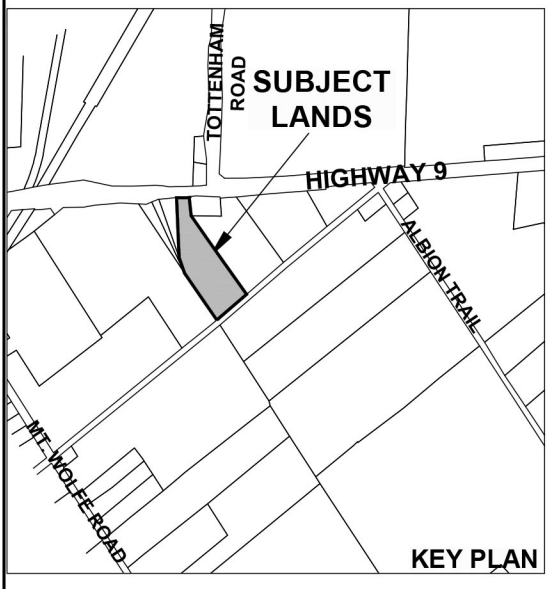 TOTTENHAM
ROAD
SUBJECT
LANDS
HIGHWAY 9
ALBION TRAIL
MT. WOLFE ROAD
KEY PLAN